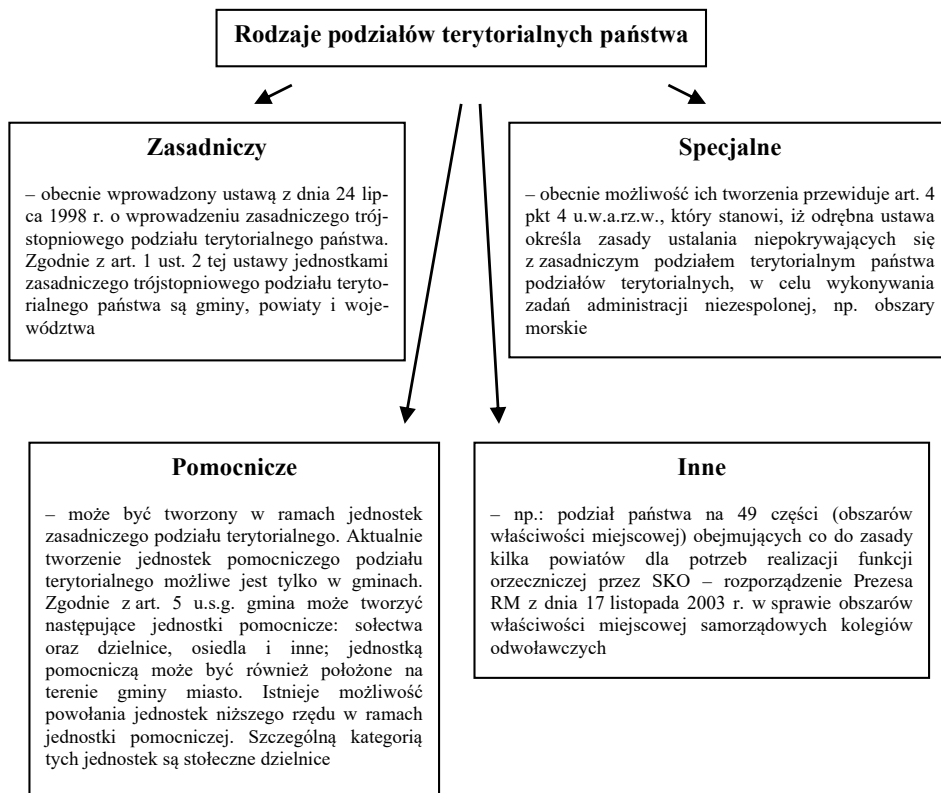 Rodzaje podziałów terytorialnych państwa
Zasadniczy
– obecnie wprowadzony ustawą z dnia 24 lip-
ca 1998 r. o wprowadzeniu zasadniczego trój-
stopniowego podziału terytorialnego państwa.
Zgodnie z art. 1 ust. 2 tej ustawy jednostkami
zasadniczego trójstopniowego podziału teryto-
rialnego państwa są gminy, powiaty i woje-
wództwa
Specjalne
– obecnie możliwość ich tworzenia przewiduje art. 4
pkt 4 u.w.a.rz.w., który stanowi, iż odrębna ustawa
określa zasady ustalania niepokrywających się
z zasadniczym podziałem terytorialnym państwa
podziałów terytorialnych, w celu wykonywania
zadań administracji niezespolonej, np. obszary
morskie
Pomocnicze
– może być tworzony w ramach jednostek
zasadniczego podziału terytorialnego. Aktualnie
tworzenie jednostek pomocniczego podziału
terytorialnego możliwe jest tylko w gminach.
Zgodnie z art. 5 u.s.g. gmina może tworzyć
następujące jednostki pomocnicze: sołectwa
oraz dzielnice, osiedla i inne; jednostką
pomocniczą może być również położone na
terenie gminy miasto. Istnieje możliwość
powołania jednostek niższego rzędu w ramach
jednostki pomocniczej. Szczególną kategorią
tych jednostek są stołeczne dzielnice
Inne
– np.: podział państwa na 49 części (obszarów
właściwości miejscowej) obejmujących co do zasady
kilka powiatów dla potrzeb realizacji funkcji
orzeczniczej przez SKO – rozporządzenie Prezesa
RM z dnia 17 listopada 2003 r. w sprawie obszarów
właściwości miejscowej samorządowych kolegiów
odwoławczych